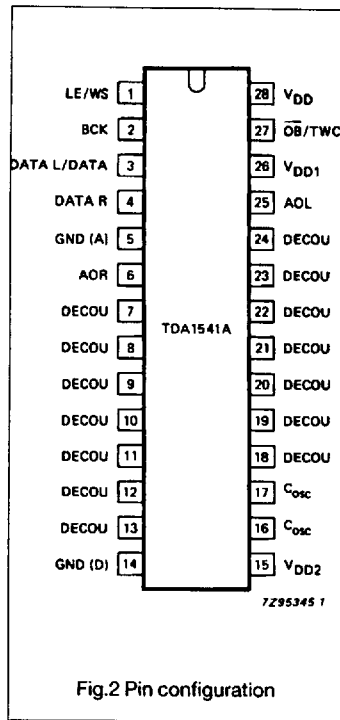 LE/WS 1 28 VDD
BCK 2 27 OB/TWC
DATA L/DATA 3 26 VDD1
DATA R 4 25 AOL
GND (A) 5 24 DECOU
AOR 6 23 DECOU
DECOU 7 22 DECOU
TDA1541A
DECOU 8 21 DECOU
DECOU 9 20 DECOU
DECOU 10 19 DECOU
DECOU 11 18 DECOU
DECOU 12 17 Cosc
DECOU 13 16 Cosc
GND (D) 14 15 VDD2
7Z95345 1
Fig.2 Pin configuration